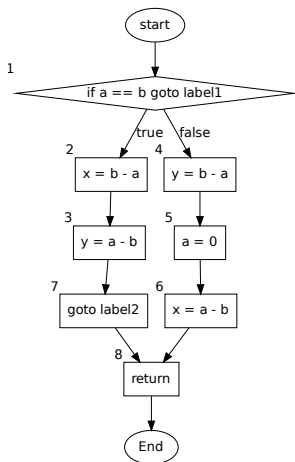 start
1
if a == b goto label1
true
false
2
x = b - a
4
y = b - a
3
y = a - b
5
a = 0
7
goto label2
6
x = a - b
8
return
End